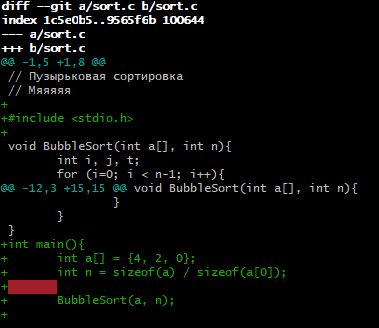 diff --git a/sort.c b/sort.c
index 1c5e0b5..9565f6b 100644
--- a/sort.c
+++ b/sort.c
@@ -1,5 +1,8 @@
 // Пузырьковая сортировка
 // Мяяяяя
+
+#include <stdio.h>
+
 void BubbleSort(int a[], int n){
        int i, j, t;
        for (i=0; i < n-1; i++){
@@ -12,3 +15,15 @@ void BubbleSort(int a[], int n){
                }
        }
 }
+int main(){
+       int a[] = {4, 2, 0};
+       int n = sizeof(a) / sizeof(a[0]);
+
+       BubbleSort(a, n);
+